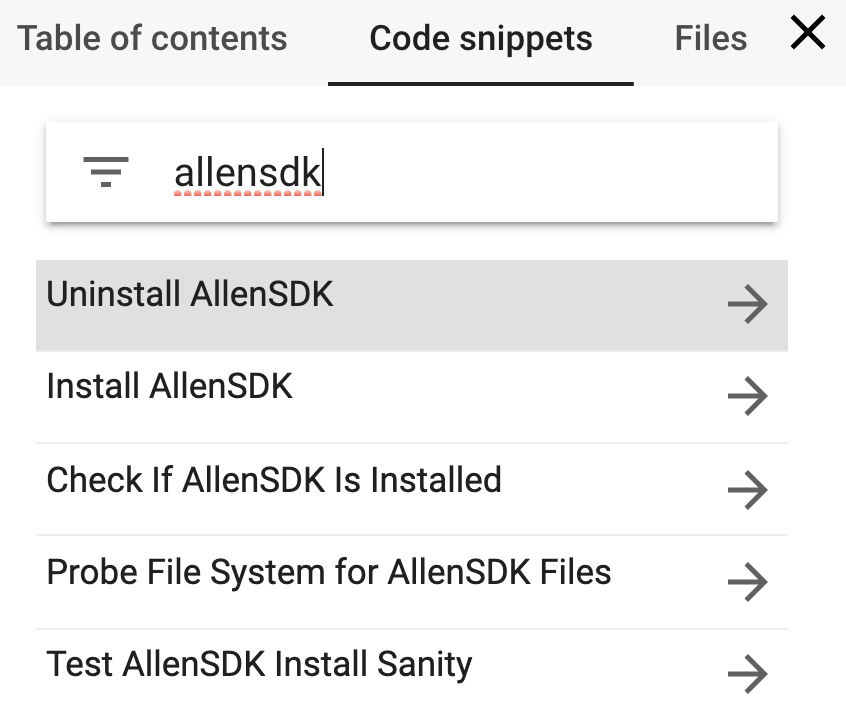 Table of contents Code snippets Files
allensdk
Uninstall AllenSDK
Install AllenSDK
Check If AllenSDK Is Installed
Probe File System for AllenSDK Files
Test AllenSDK Install Sanity